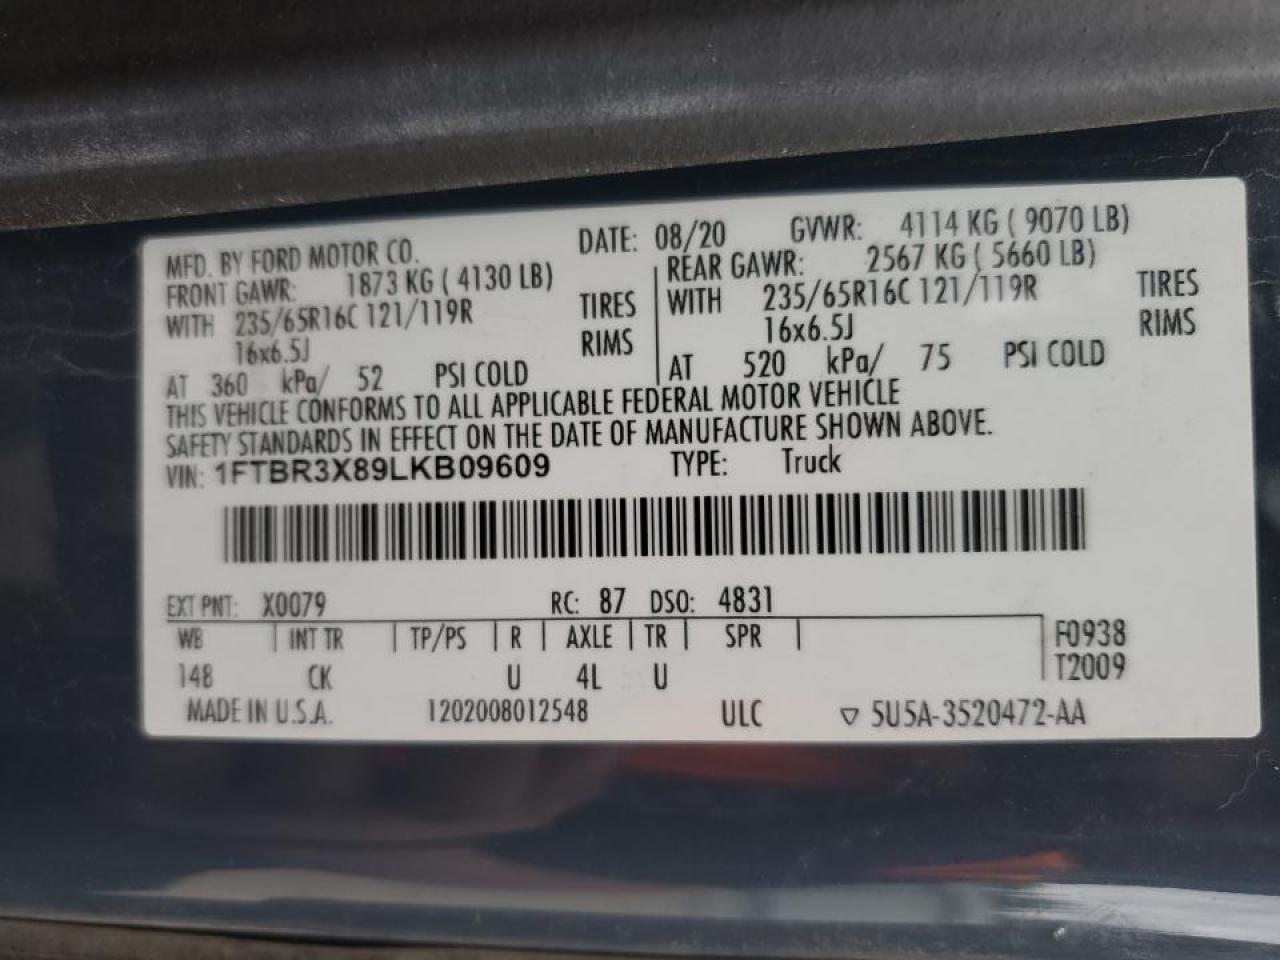 MFD. BY FORD MOTOR CO. DATE: 08/20 GVWR: 4114 KG ( 9070 LB)
FRONT GAWR: 1873 KG ( 4130 LB) REAR GAWR: 2567 KG ( 5660 LB)
WITH 235/65R16C 121/119R TIRES WITH 235/65R16C 121/119R TIRES
16x6.5J RIMS 16x6.5J RIMS
AT 360 kPa/ 52 PSI COLD AT 520 kPa/ 75 PSI COLD
THIS VEHICLE CONFORMS TO ALL APPLICABLE FEDERAL MOTOR VEHICLE
SAFETY STANDARDS IN EFFECT ON THE DATE OF MANUFACTURE SHOWN ABOVE.
VIN: 1FTBR3X89LKB09609 TYPE: Truck
EXT PNT: X0079 RC: 87 DSO: 4831
WB INT TR TP/PS R AXLE TR SPR F0938
148 CK U 4L U T2009
MADE IN U.S.A. 1202008012548 ULC ▽ 5U5A-3520472-AA